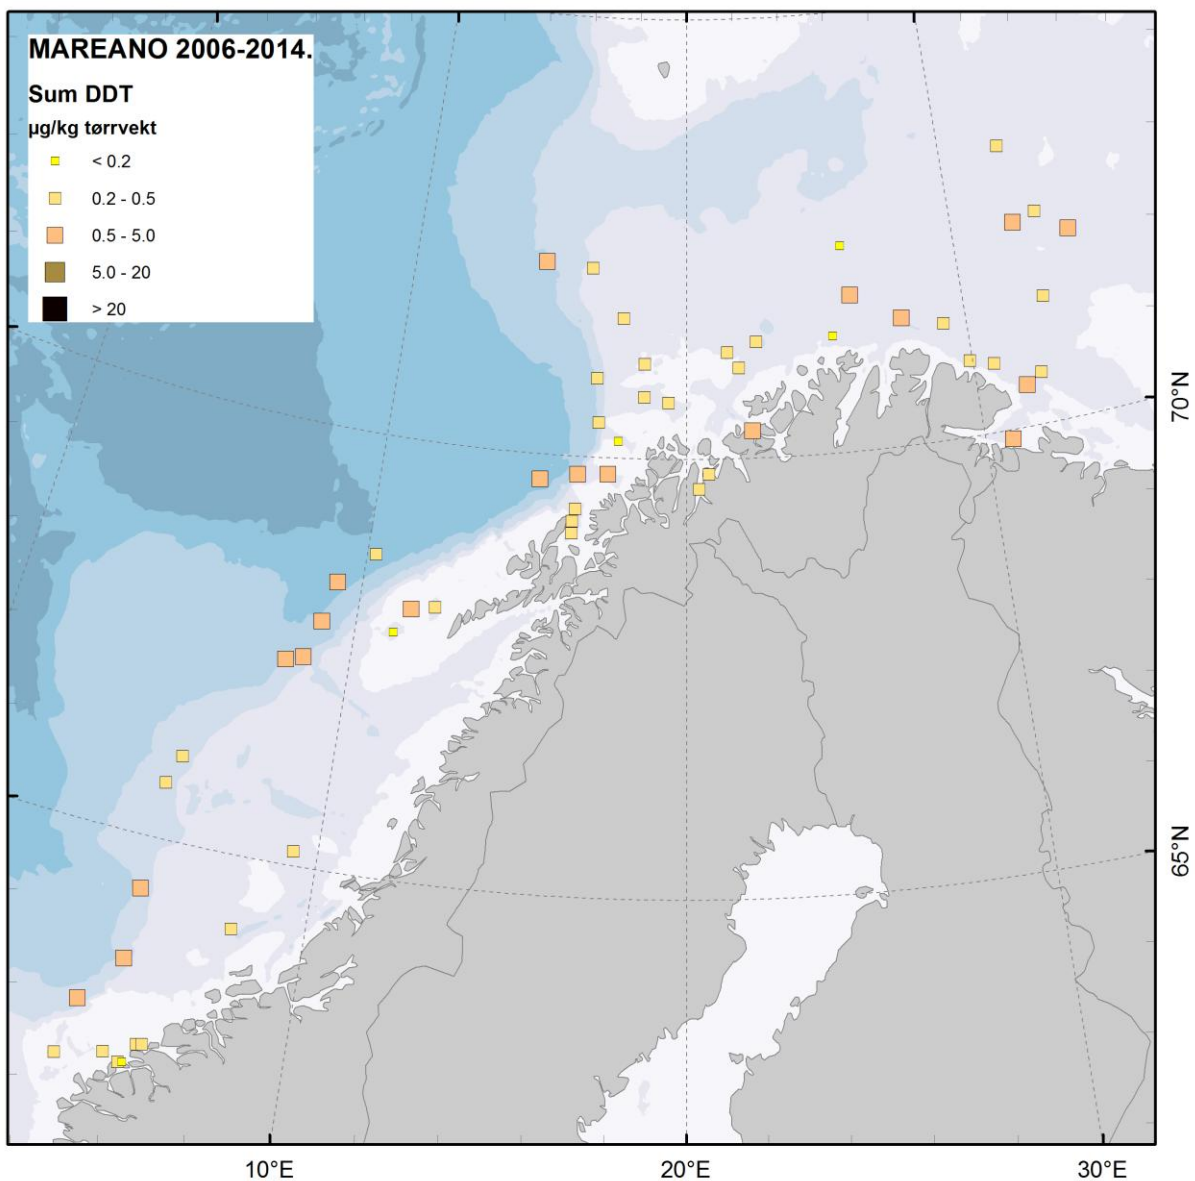 MAREANO 2006-2014.
Sum DDT
µg/kg tørrvekt
< 0.2
0.2 - 0.5
0.5 - 5.0
5.0 - 20
> 20
70°N
65°N
10°E
20°E
30°E